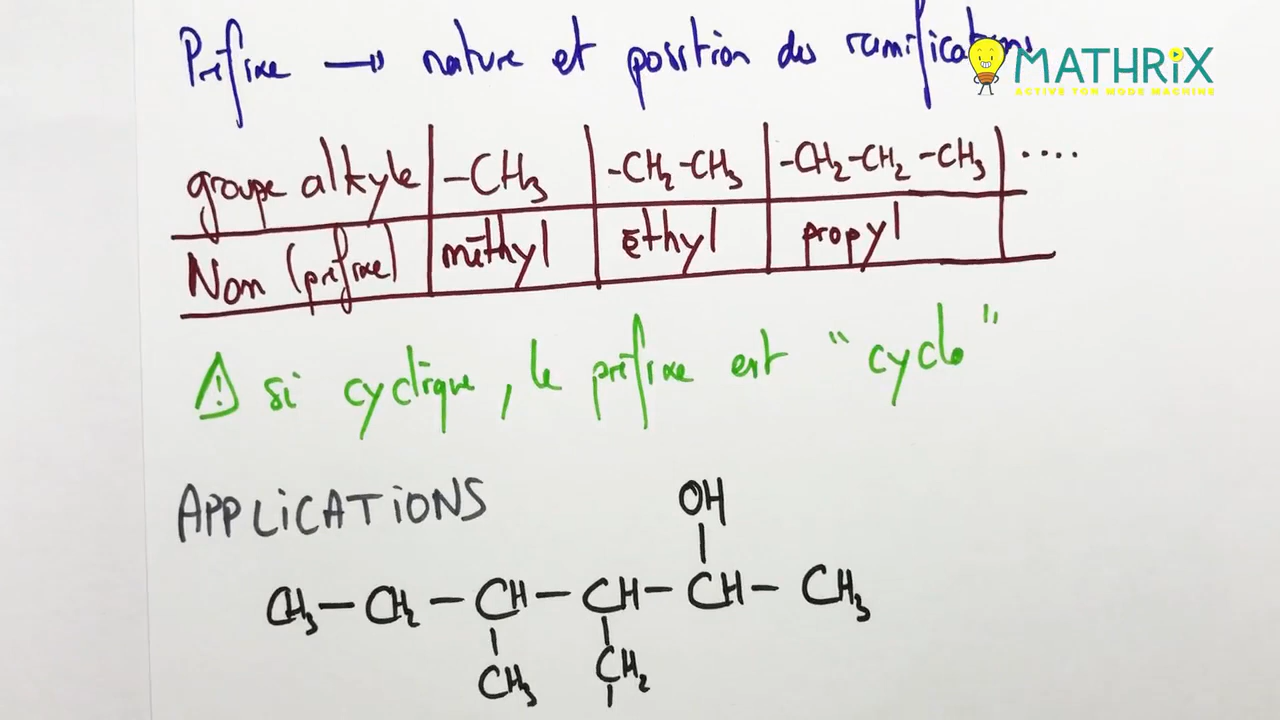 Préfixe → nature et position des ramifications
MATHRiX
ACTIVE TON MODE MACHINE
groupe alkyle | -CH₃ | -CH₂-CH₃ | -CH₂-CH₂-CH₃ ....
Nom (préfixe) | méthyl | éthyl | propyl
⚠ si cyclique, le préfixe est "cyclo"
APPLiCATiONS
OH
CH₃ — CH₂ — CH — CH — CH — CH₃
CH₃ CH₂